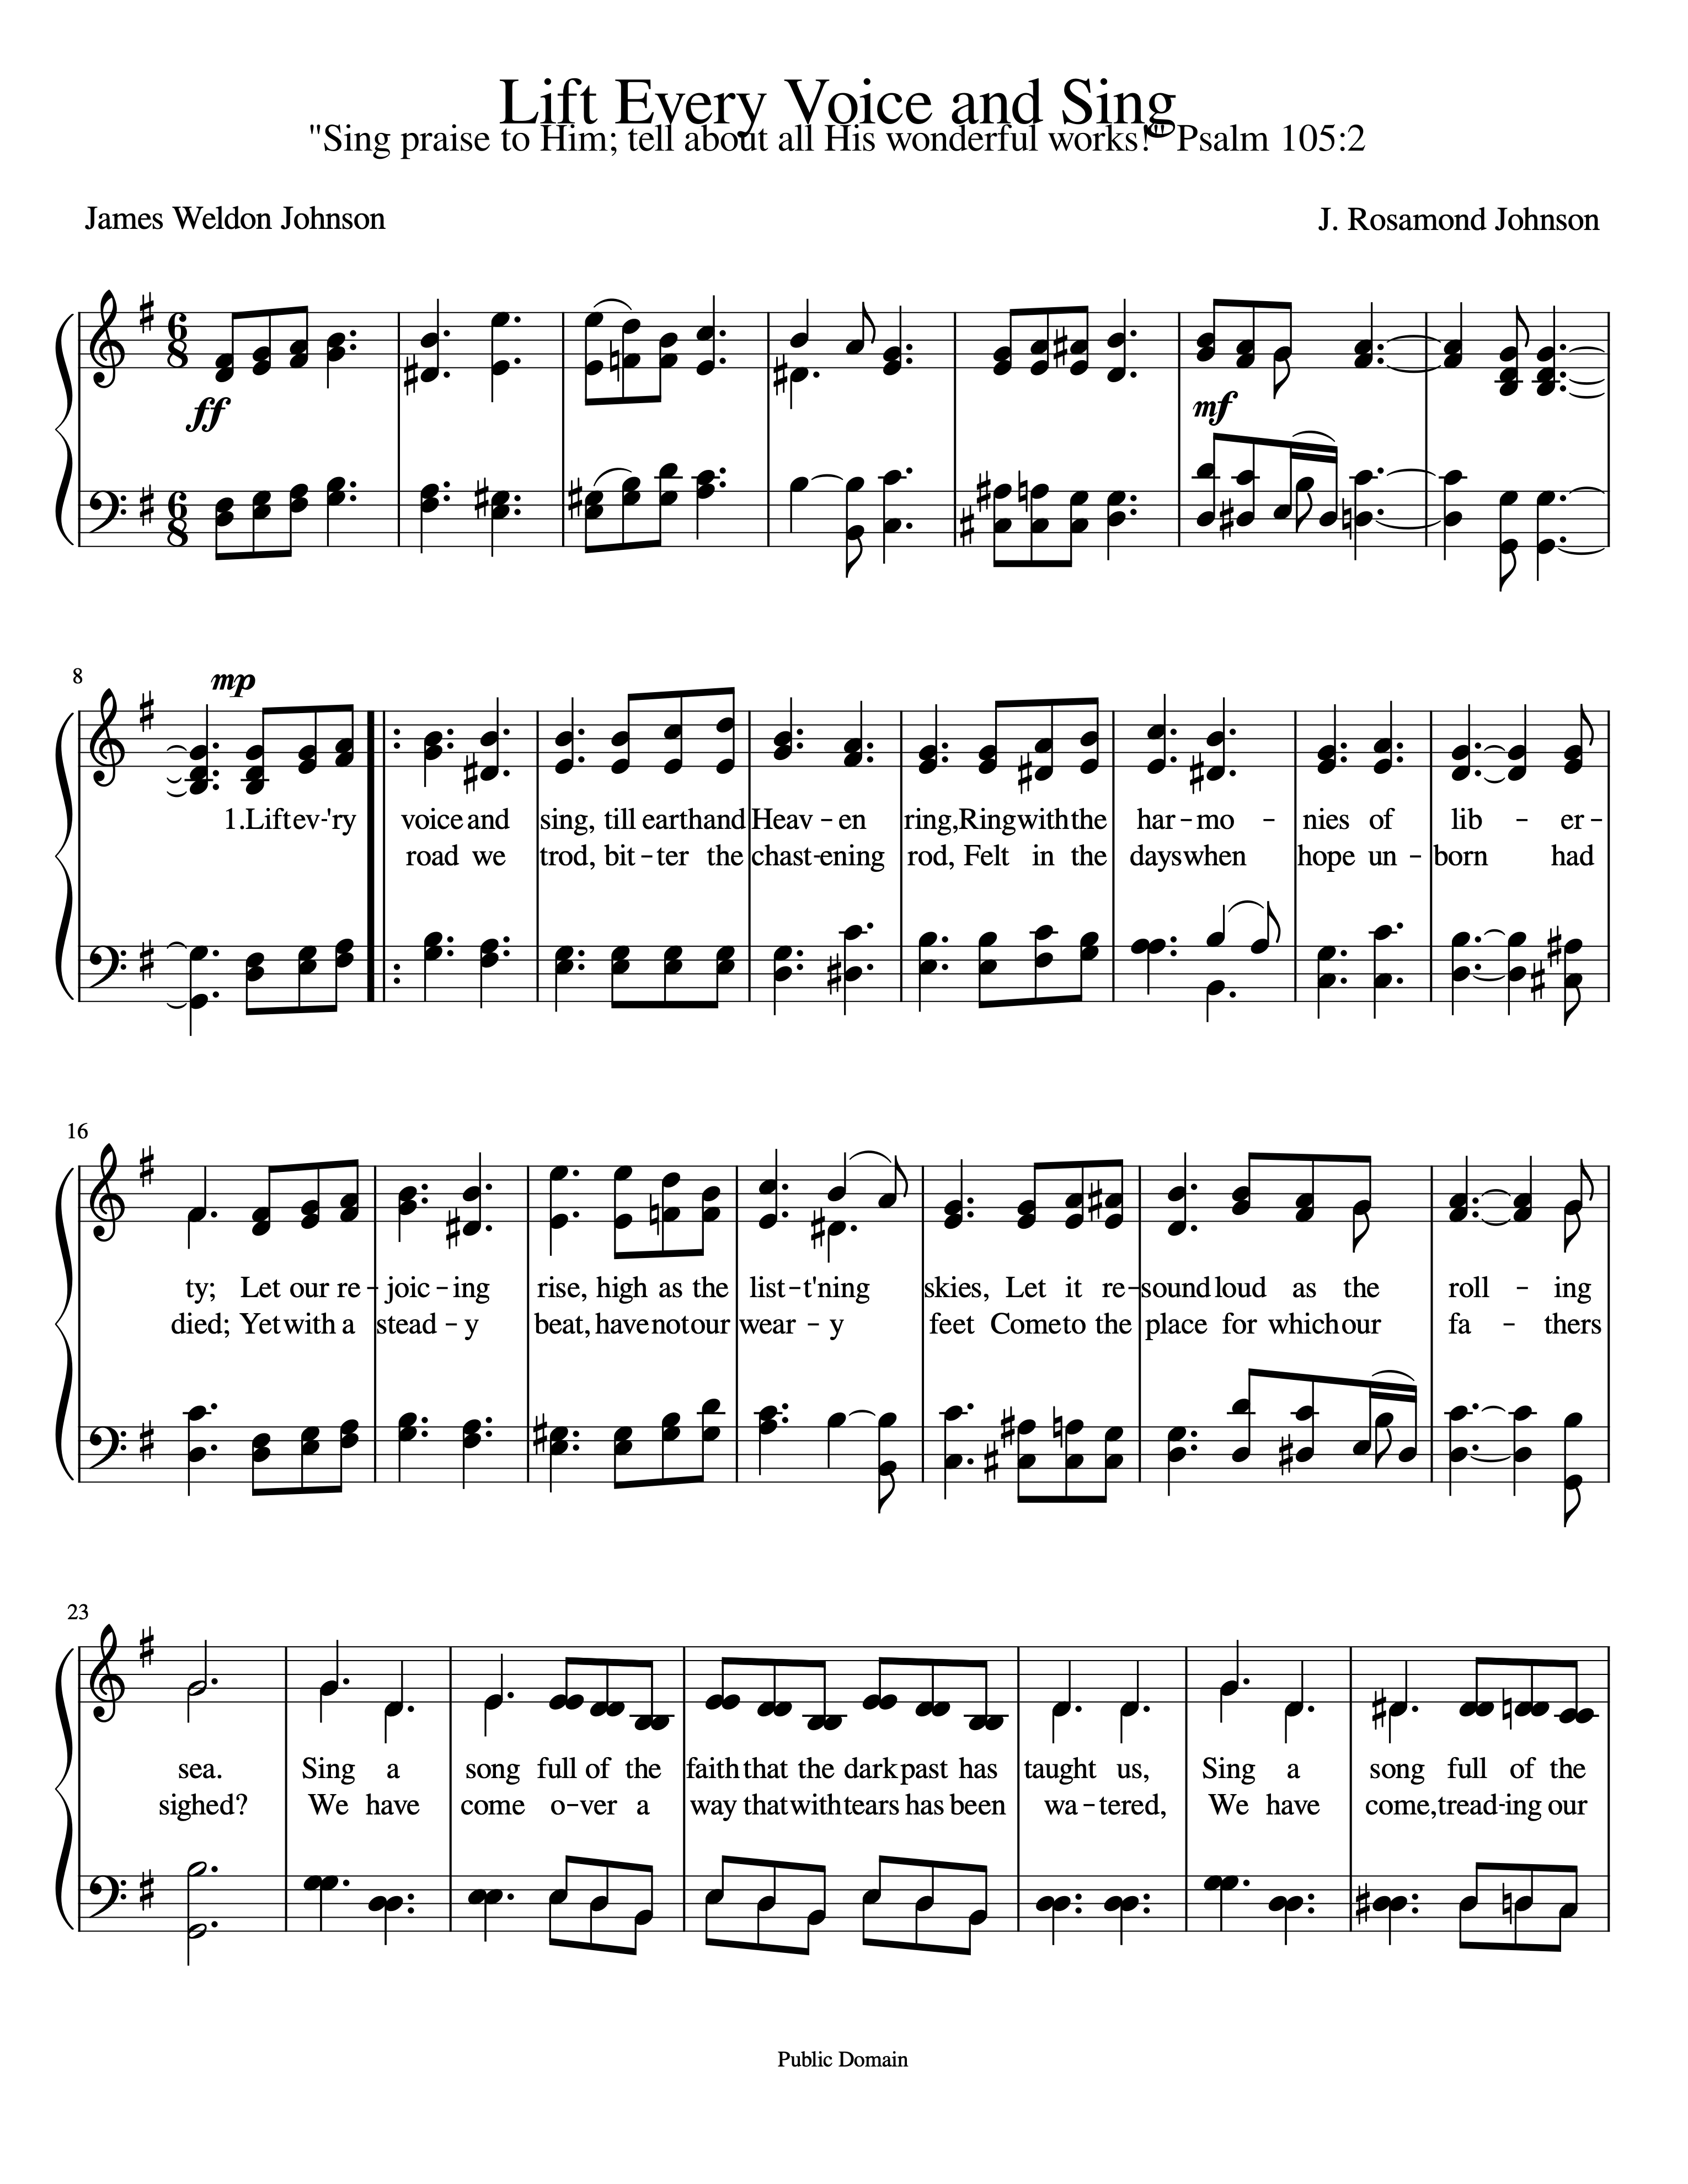 Lift Every Voice and Sing
"Sing praise to Him; tell about all His wonderful works!" Psalm 105:2
James Weldon Johnson
J. Rosamond Johnson
6
8
ff
mf
6
8
8
mp
1.Lift ev-'ry voice and sing, till earth and Heav - en ring, Ring with the har - mo - nies of lib - er -
road we trod, bit - ter the chast - ening rod, Felt in the days when hope un - born had
16
ty; Let our re - joic - ing rise, high as the list - t'ning skies, Let it re - sound loud as the roll - ing
died; Yet with a stead - y beat, have not our wear - y feet Come to the place for which our fa - thers
23
sea. Sing a song full of the faith that the dark past has taught us, Sing a song full of the
sighed? We have come o - ver a way that with tears has been wa - tered, We have come, tread - ing our
Public Domain